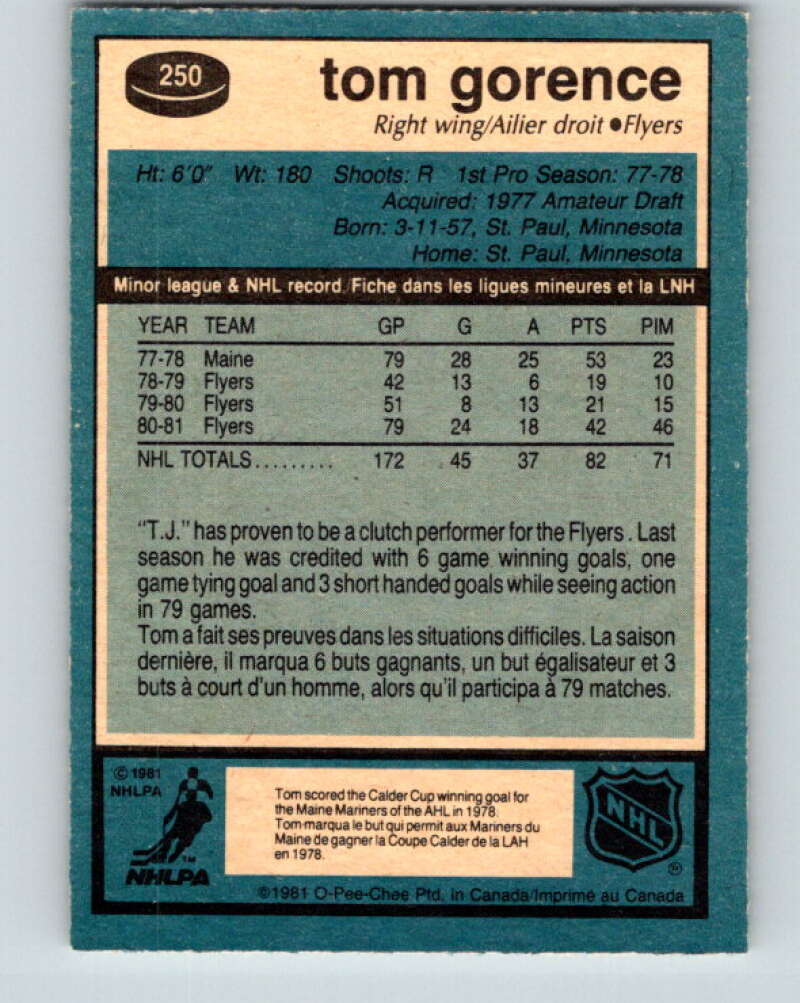 250
tom gorence
Right wing/Ailier droit ●Flyers
Ht: 6'0" Wt: 180 Shoots: R 1st Pro Season: 77-78
Acquired: 1977 Amateur Draft
Born: 3-11-57, St. Paul, Minnesota
Home: St. Paul, Minnesota
Minor league & NHL record/Fiche dans les ligues mineures et la LNH
YEAR TEAM GP G A PTS PIM
77-78 Maine 79 28 25 53 23
78-79 Flyers 42 13 6 19 10
79-80 Flyers 51 8 13 21 15
80-81 Flyers 79 24 18 42 46
NHL TOTALS......... 172 45 37 82 71
"T.J." has proven to be a clutch performer for the Flyers . Last
season he was credited with 6 game winning goals, one
game tying goal and 3 short handed goals while seeing action
in 79 games.
Tom a fait ses preuves dans les situations difficiles. La saison
dernière, il marqua 6 buts gagnants, un but égalisateur et 3
buts à court d'un homme, alors qu'il participa à 79 matches.
© 1981
NHLPA
TM
NHLPA
Tom scored the Calder Cup winning goal for
the Maine Mariners of the AHL in 1978.
Tom marqua le but qui permit aux Mariners du
Maine de gagner la Coupe Calder de la LAH
en 1978.
NHL
©1981 O-Pee-Chee Ptd. in Canada/Imprimé au Canada